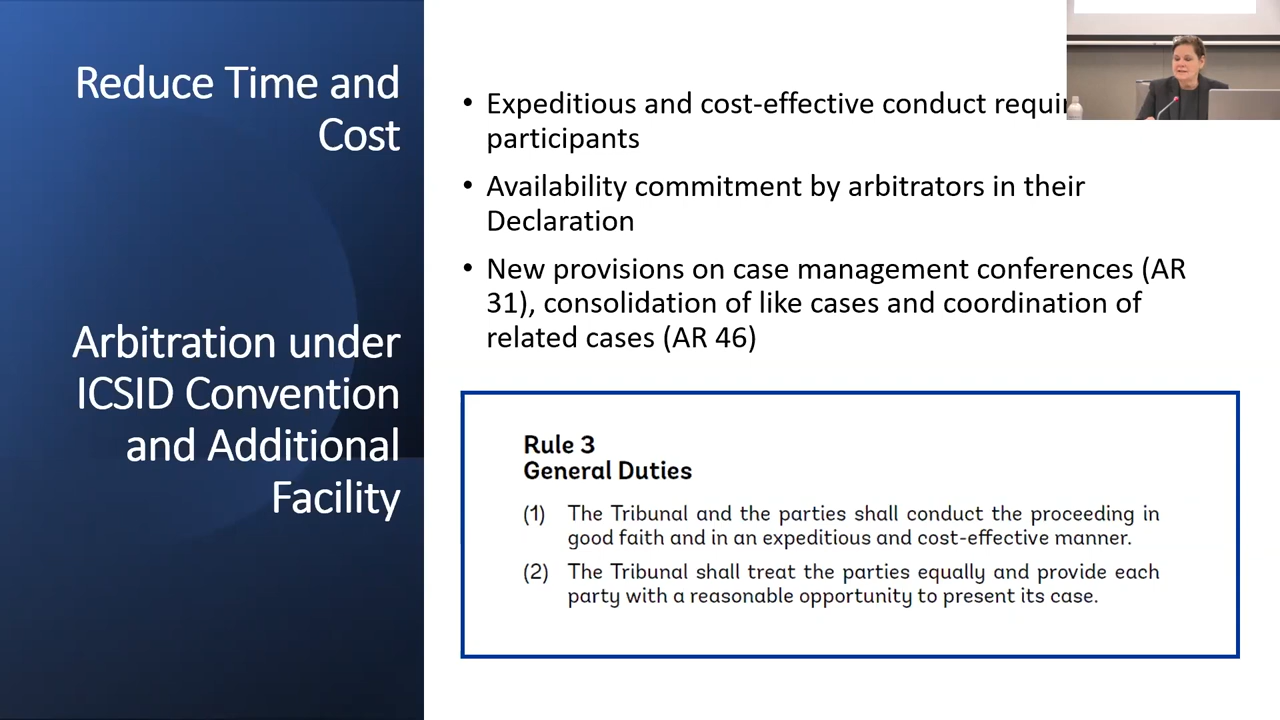 Reduce Time and
Cost
Arbitration under
ICSID Convention
and Additional
Facility
• Expeditious and cost-effective conduct
participants
• Availability commitment by arbitrators in their
Declaration
• New provisions on case management conferences (AR
31), consolidation of like cases and coordination of
related cases (AR 46)
Rule 3
General Duties
(1) The Tribunal and the parties shall conduct the proceeding in
good faith and in an expeditious and cost-effective manner.
(2) The Tribunal shall treat the parties equally and provide each
party with a reasonable opportunity to present its case.